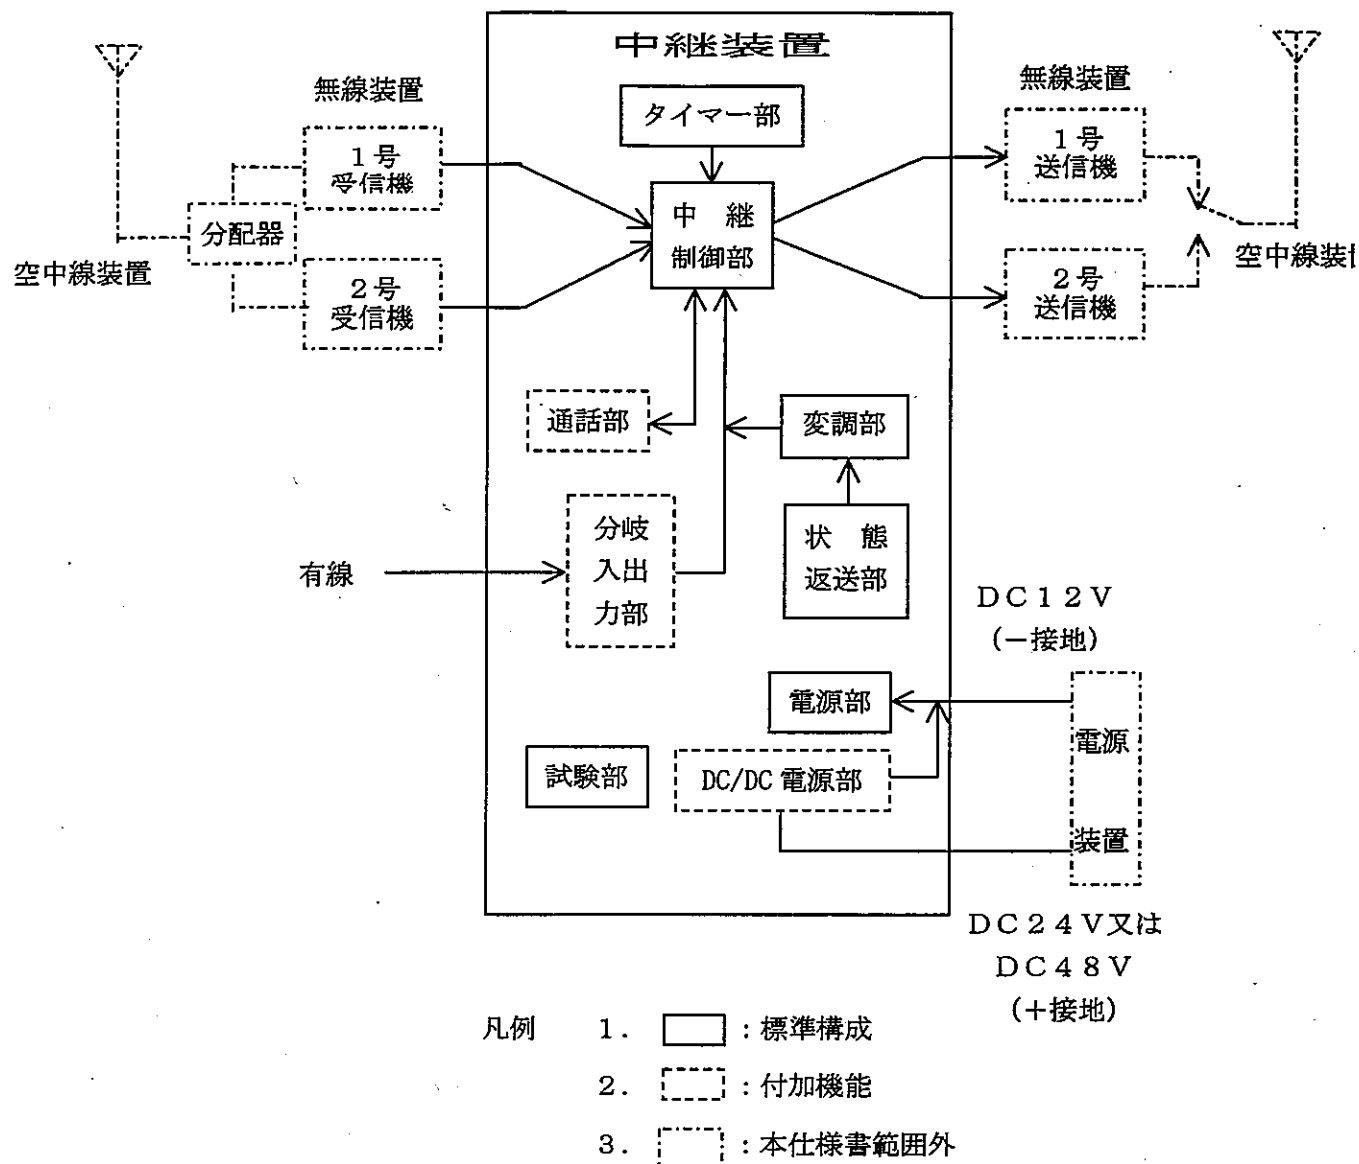 中継装置
無線装置
無線装置
タイマー部
1号
受信機
1号
送信機
中 継
制御部
分配器
空中線装置
2号
受信機
2号
送信機
空中線装
通話部
変調部
分岐
入出
力部
状 態
返送部
有線
DC12V
(-接地)
電源部
電源
装置
試験部
DC/DC 電源部
DC24V又は
DC48V
(+接地)
凡例 1. :標準構成
2. :付加機能
3. :本仕様書範囲外